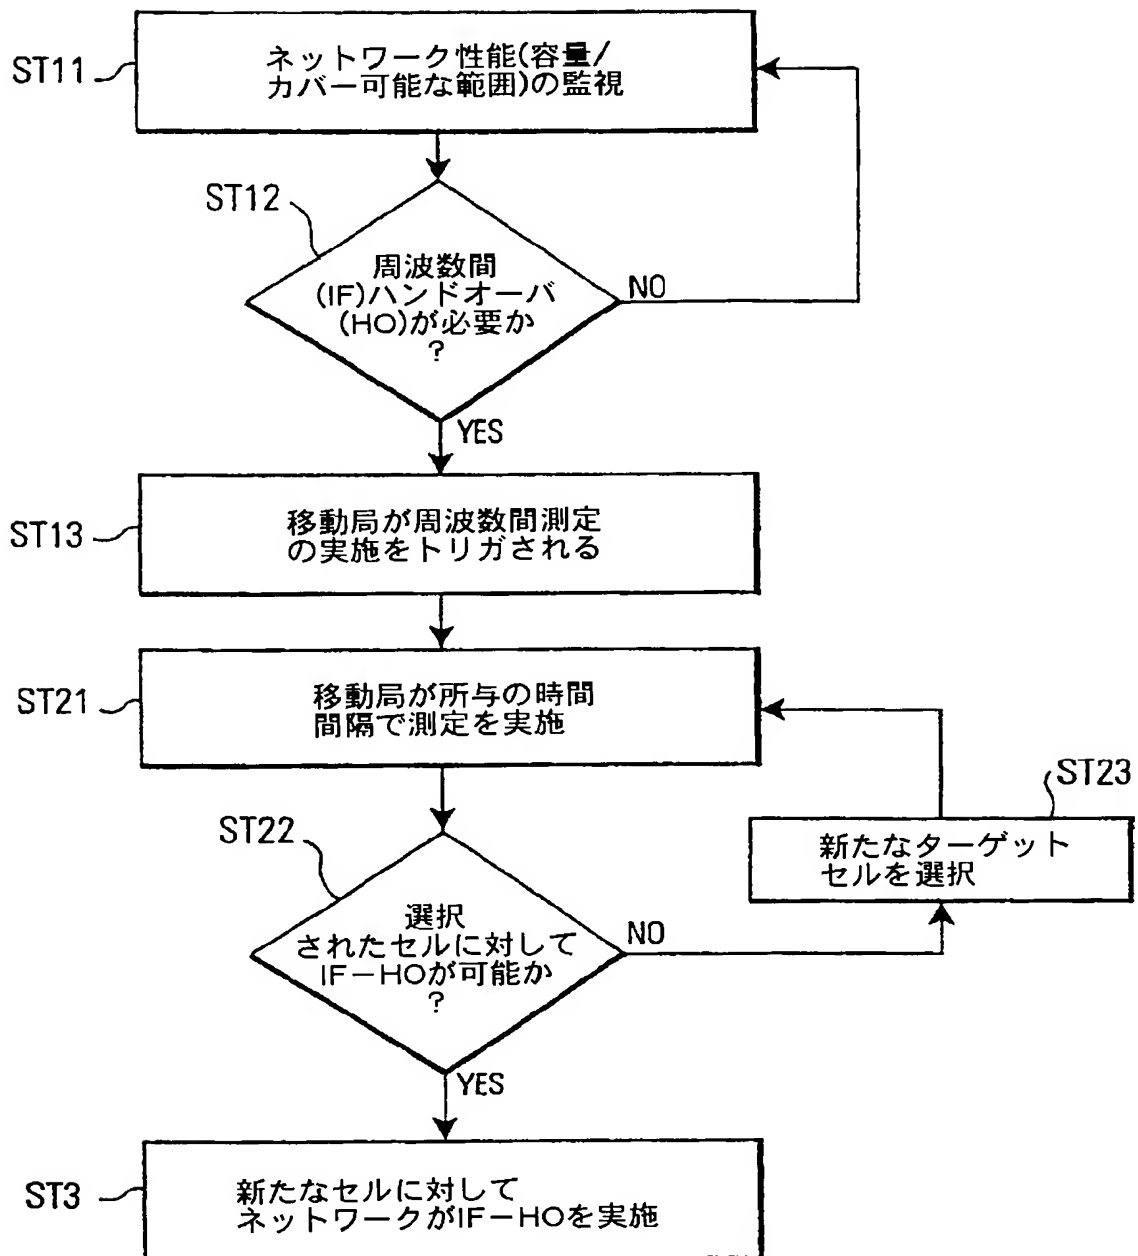 ST11
ネットワーク性能(容量/
カバー可能な範囲)の監視
ST12
周波数間
(IF)ハンドオーバ
(HO)が必要か
?
NO
YES
ST13
移動局が周波数間測定
の実施をトリガされる
ST21
移動局が所与の時間
間隔で測定を実施
ST22
選択
されたセルに対して
IF-HOが可能か
?
NO
ST23
新たなターゲット
セルを選択
YES
ST3
新たなセルに対して
ネットワークがIF-HOを実施